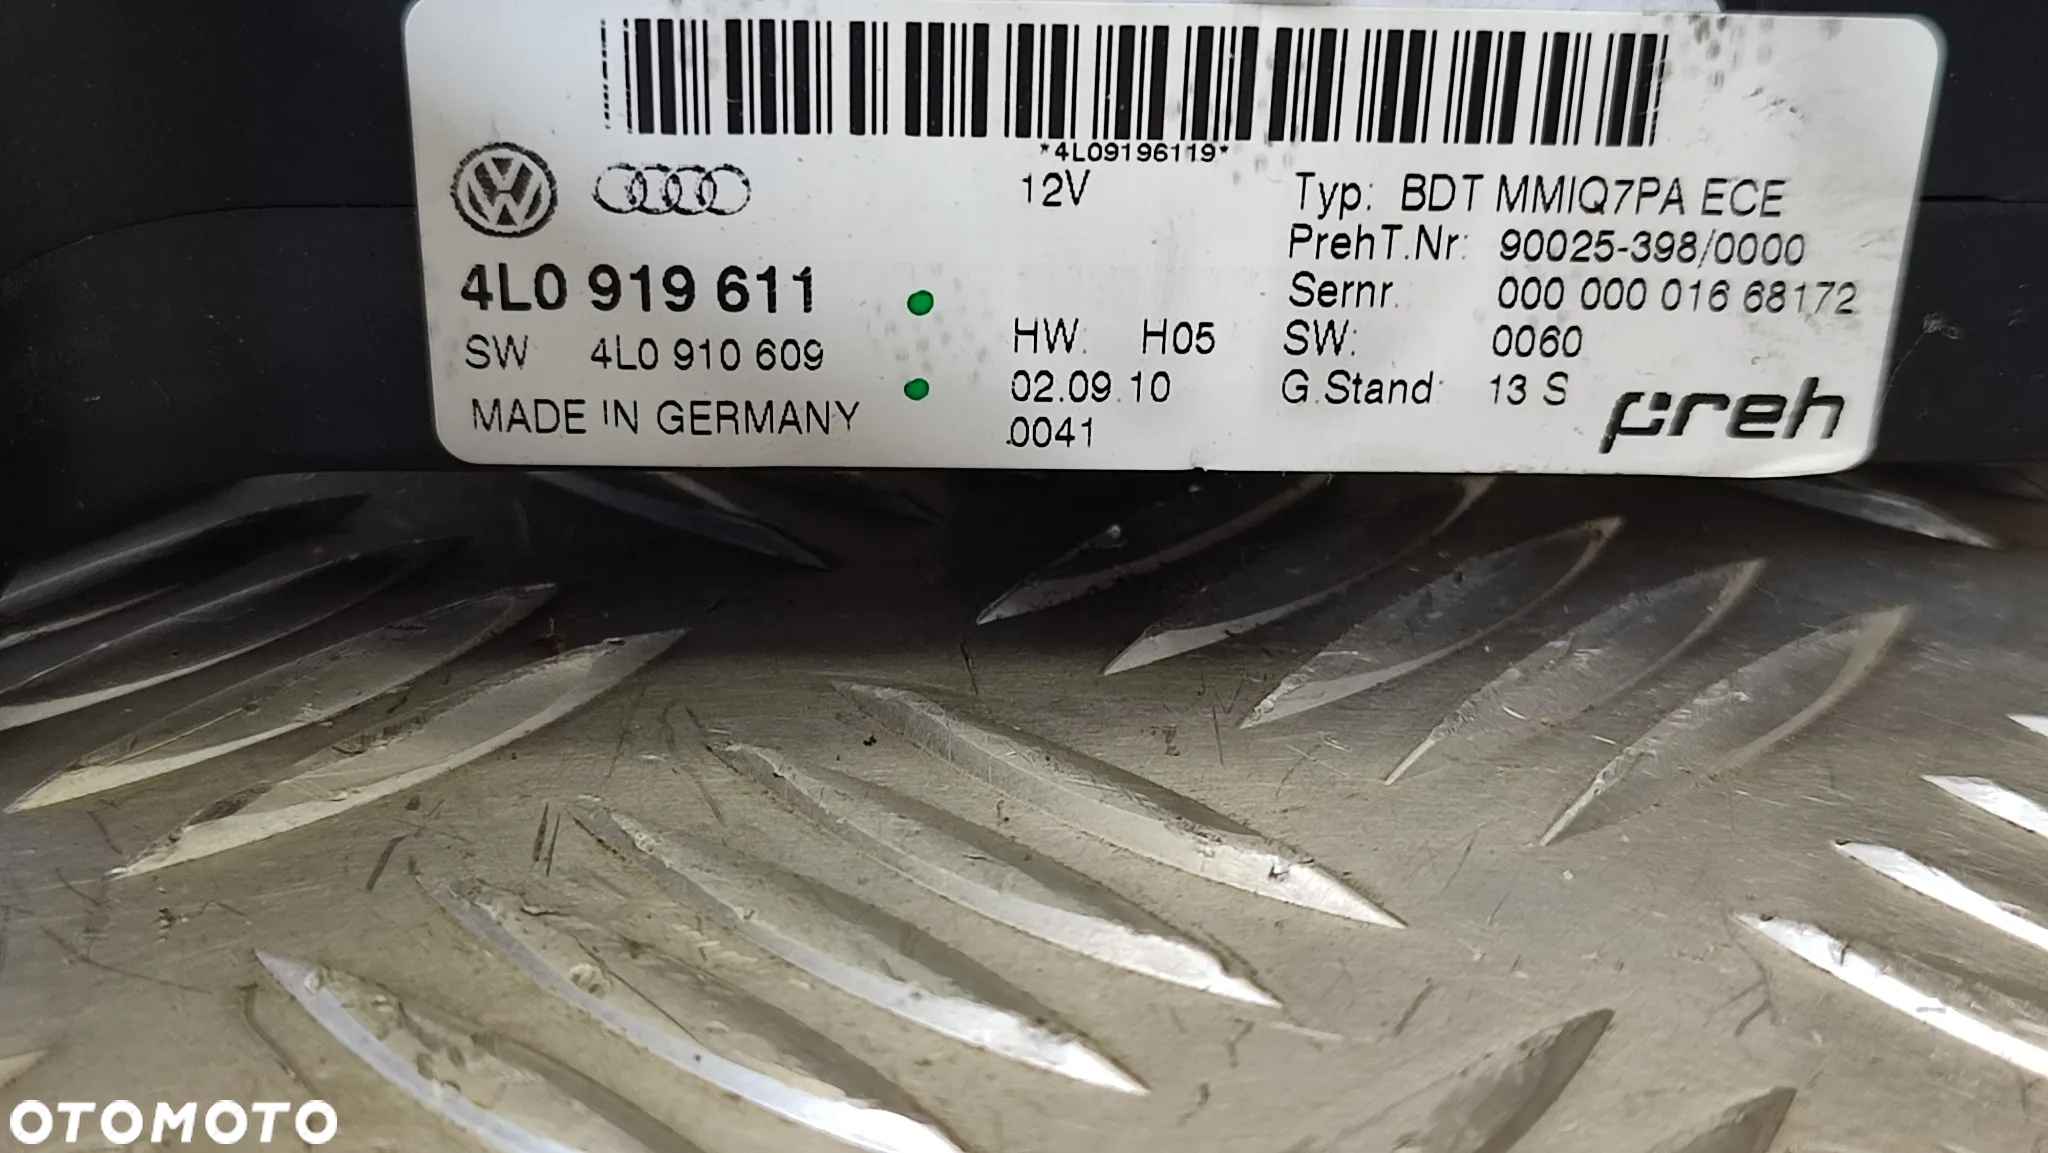 *4L09196119*
12V
4L0 919 611
SW 4L0 910 609
MADE IN GERMANY
HW: H05
02.09.10
.0041
Typ: BDT MMIQ7PA ECE
PrehT.Nr: 90025-398/0000
Sernr. 000 000 016 68172
SW: 0060
G.Stand: 13 S
preh
OTOMOTO